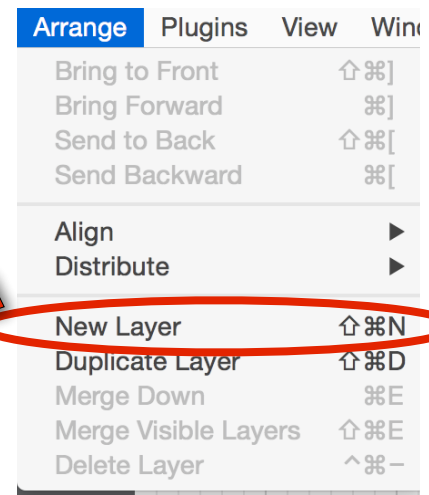 Arrange Plugins View Win
Bring to Front ⇧⌘]
Bring Forward ⌘]
Send to Back ⇧⌘[
Send Backward ⌘[
Align ▶
Distribute ▶
New Layer ⇧⌘N
Duplicate Layer ⇧⌘D
Merge Down ⌘E
Merge Visible Layers ⇧⌘E
Delete Layer ^⌘–